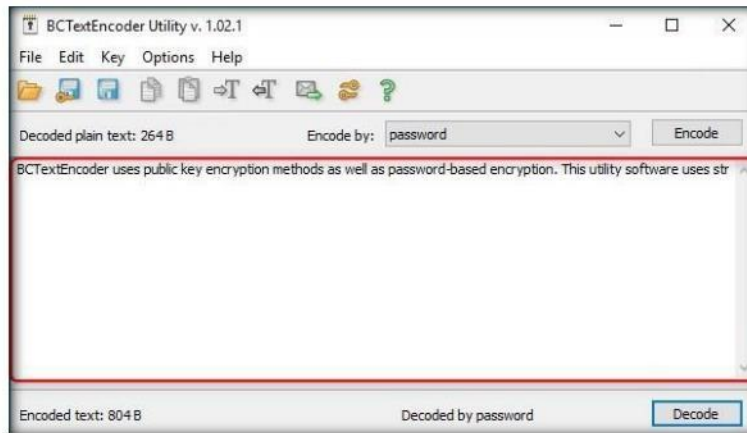 BCTextEncoder Utility v. 1.02.1
File Edit Key Options Help
Decoded plain text: 264 B Encode by: password Encode
BCTextEncoder uses public key encryption methods as well as password-based encryption. This utility software uses str
Encoded text: 804 B Decoded by password Decode